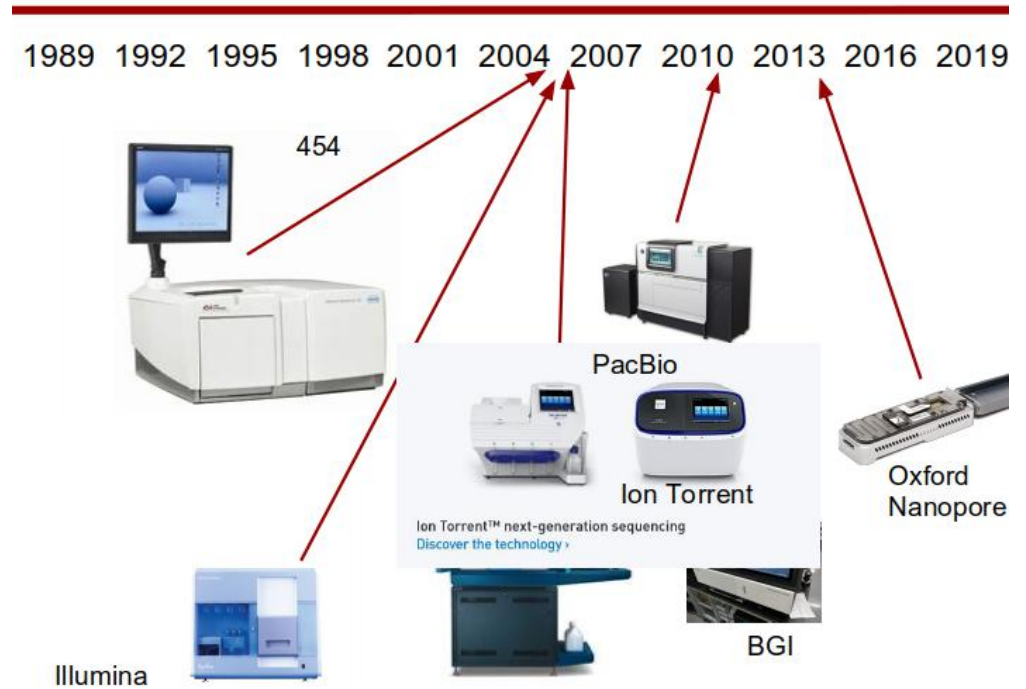 1989 1992 1995 1998 2001 2004 2007 2010 2013 2016 2019
454
PacBio
Ion Torrent
Oxford
Nanopore
Ion Torrent™ next-generation sequencing
Discover the technology ›
BGI
Illumina